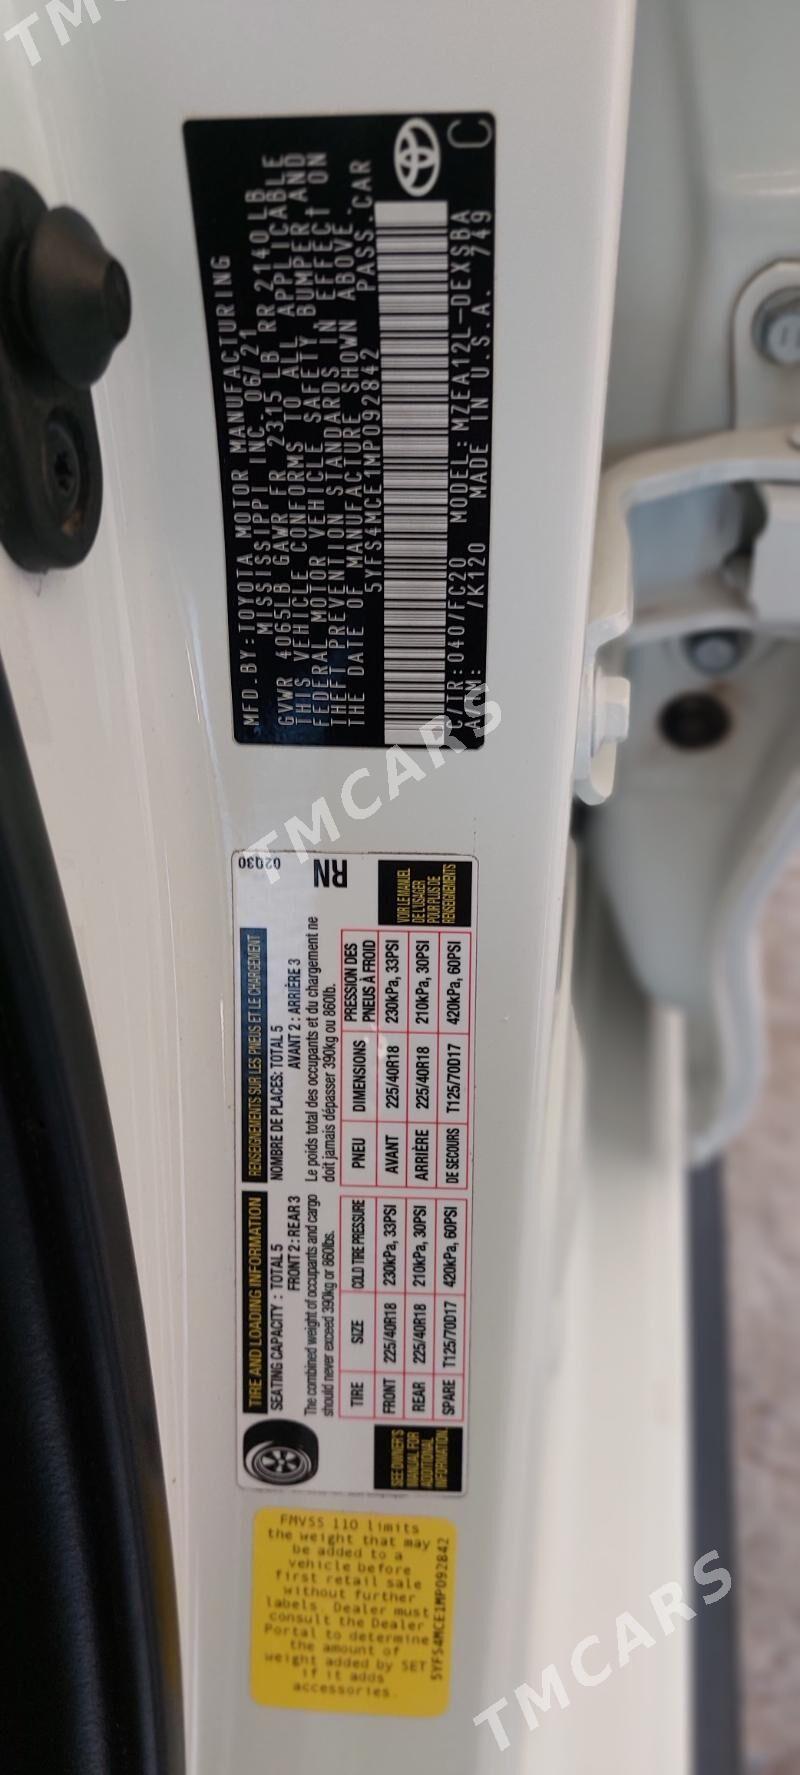 MFD.BY:TOYOTA MOTOR MANUFACTURING
MISSISSIPPI INC. 06/21
GVWR 4065LB GAWR FR 2315 LB RR 2140 LB
THIS VEHICLE CONFORMS TO ALL APPLICABLE
FEDERAL MOTOR VEHICLE SAFETY, BUMPER, AND
THEFT PREVENTION STANDARDS IN EFFECT ON
THE DATE OF MANUFACTURE SHOWN ABOVE.
5YFS4MCE1MP092842 PASS.CAR
C/TR:040/FC20 MODEL:MZEA12L-DEXSBA
A/TM: /K120 MADE IN U.S.A. 749
C
TIRE AND LOADING INFORMATION
SEATING CAPACITY : TOTAL 5
FRONT 2 : REAR 3
The combined weight of occupants and cargo
should never exceed 390kg or 860lbs.
TIRE SIZE COLD TIRE PRESSURE
FRONT 225/40R18 230kPa, 33PSI
REAR 225/40R18 210kPa, 30PSI
SPARE T125/70D17 420kPa, 60PSI
SEE OWNER'S
MANUAL FOR
ADDITIONAL
INFORMATION.
RENSEIGNEMENTS SUR LES PNEUS ET LE CHARGEMENT
NOMBRE DE PLACES: TOTAL 5
AVANT 2 : ARRIÈRE 3
Le poids total des occupants et du chargement ne
doit jamais dépasser 390kg ou 860lb.
PNEU DIMENSIONS PRESSION DES
PNEUS À FROID
AVANT 225/40R18 230kPa, 33PSI
ARRIÈRE 225/40R18 210kPa, 30PSI
DE SECOURS T125/70D17 420kPa, 60PSI
VOIR LE MANUEL
DE L'USAGER
POUR PLUS DE
RENSEIGNEMENTS
02Q30
RN
FMVSS 110 limits
the weight that may
be added to a
vehicle before
first retail sale
without further
labels. Dealer must
consult the Dealer
Portal to determine
the amount of
weight added by SET
if it adds
accessories.
5YFS4MCE1MP092842
TMCARS
TMCARS